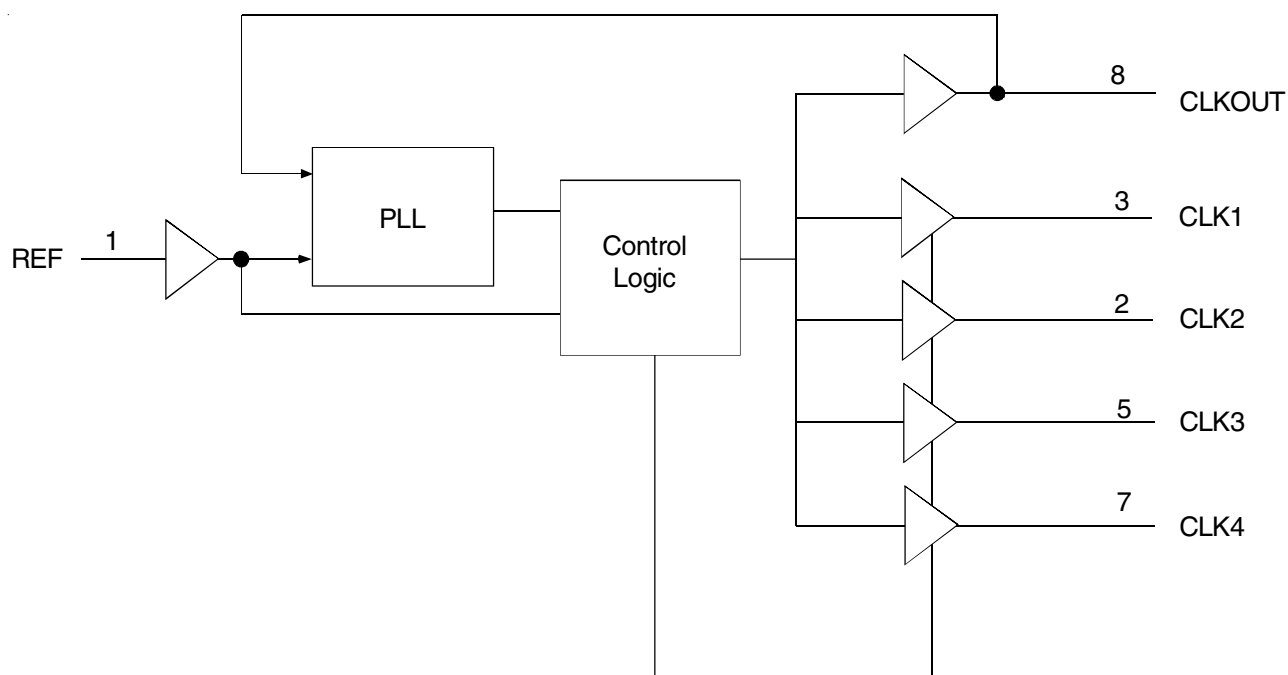 8
CLKOUT
PLL
3
CLK1
REF
1
Control
Logic
2
CLK2
5
CLK3
7
CLK4